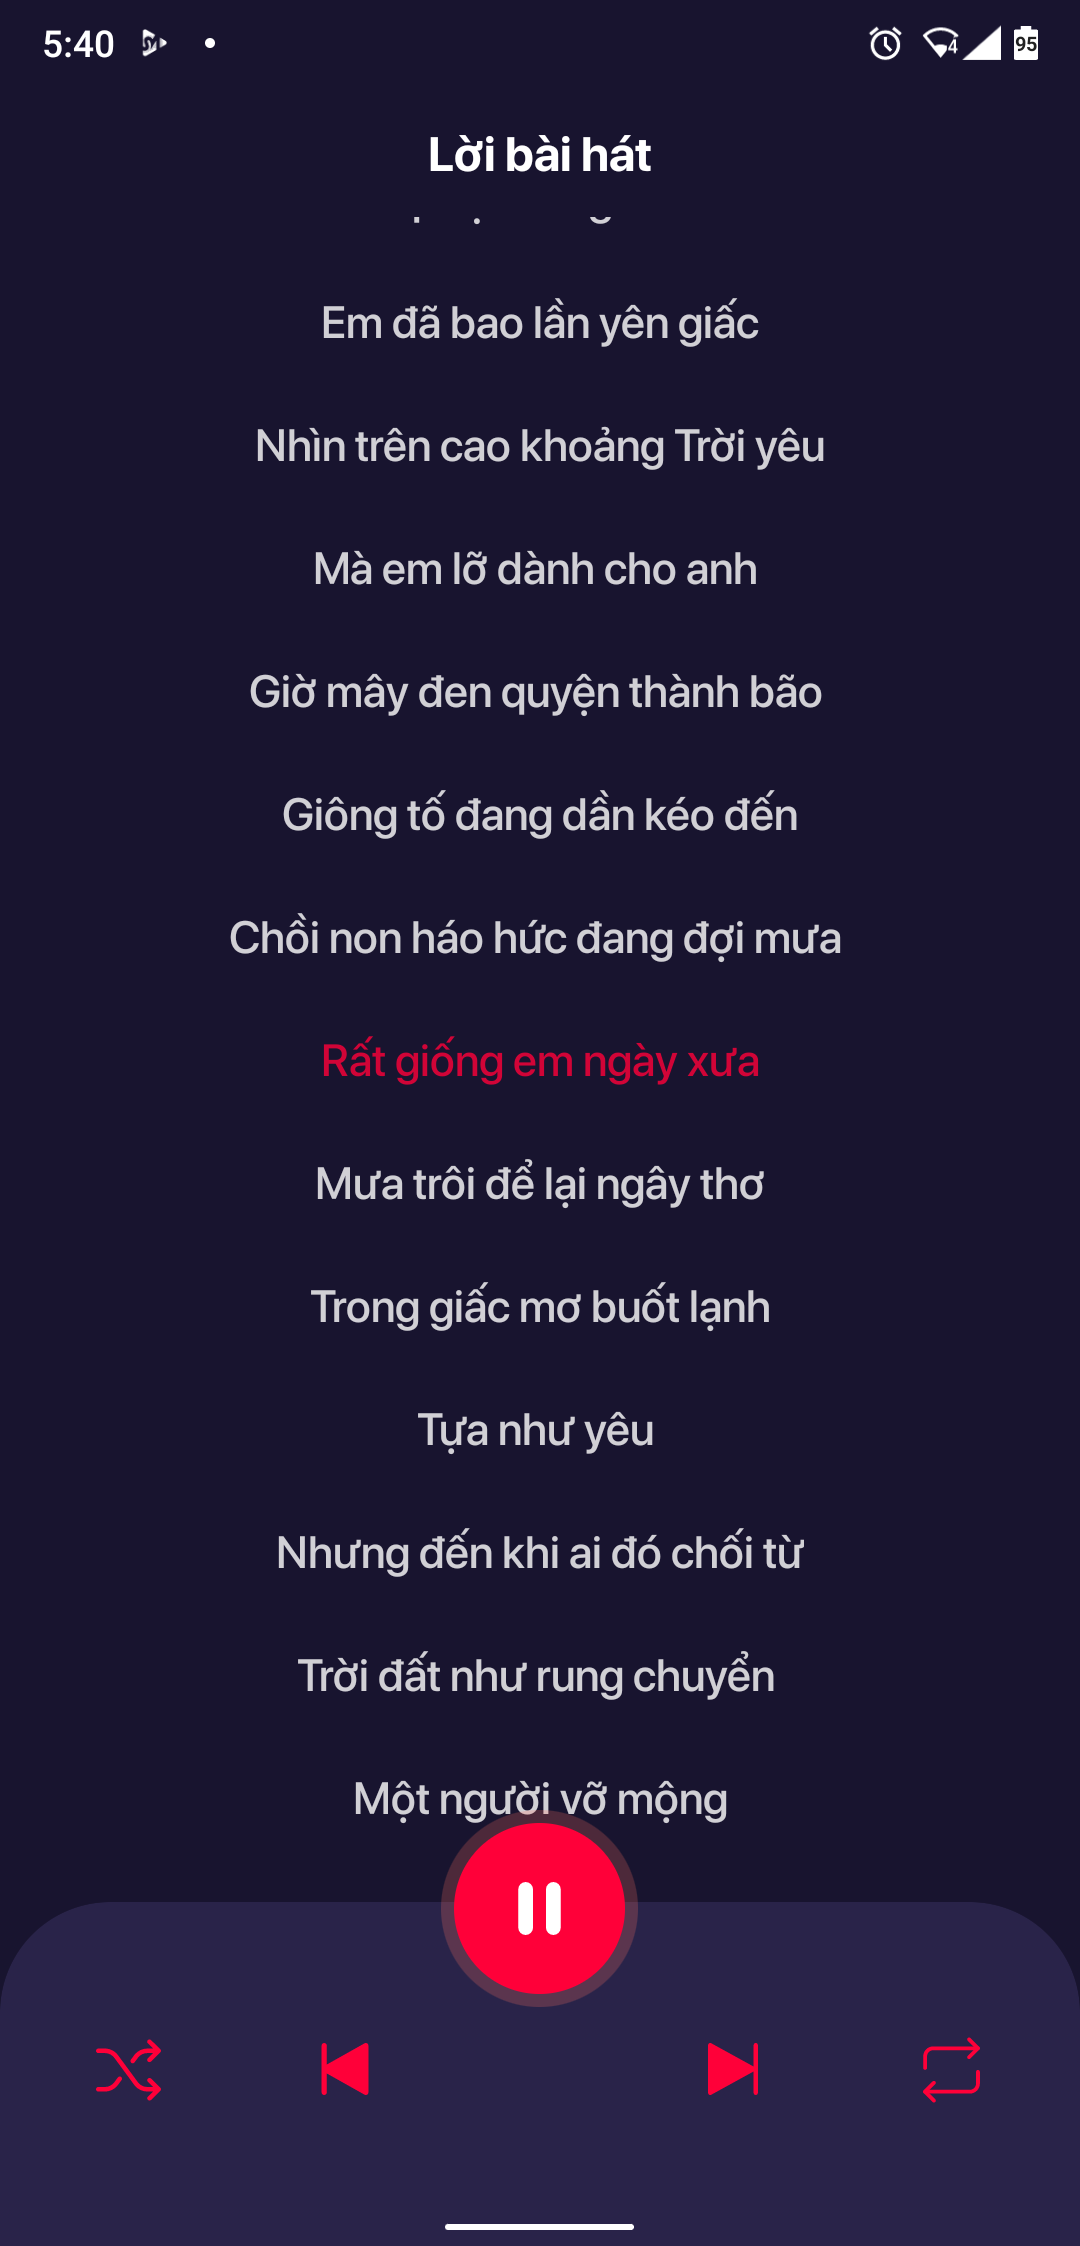 5:40
4
95
Lời bài hát
Em đã bao lần yên giấc
Nhìn trên cao khoảng Trời yêu
Mà em lỡ dành cho anh
Giờ mây đen quyện thành bão
Giông tố đang dần kéo đến
Chồi non háo hức đang đợi mưa
Rất giống em ngày xưa
Mưa trôi để lại ngây thơ
Trong giấc mơ buốt lạnh
Tựa như yêu
Nhưng đến khi ai đó chối từ
Trời đất như rung chuyển
Một người vỡ mộng